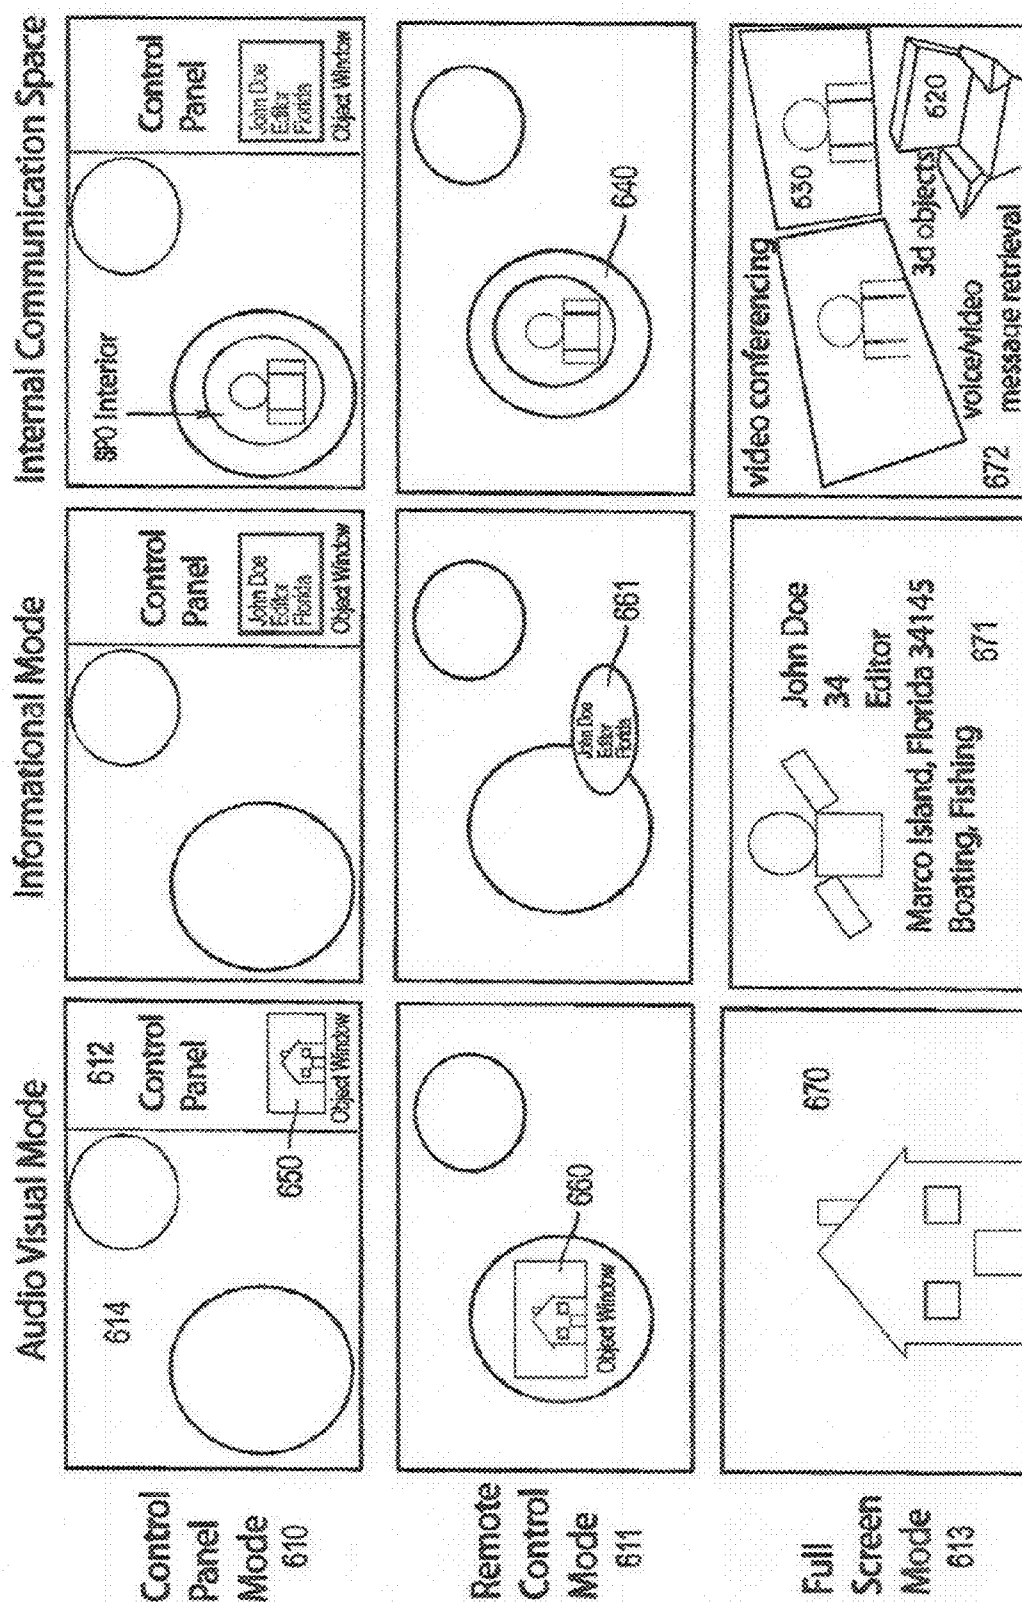 Audio Visual Mode
Informational Mode
Internal Communication Space
Control
Panel
Mode
610
614
612
Control
Panel
650
Object Window
Control
Panel
John Doe
Editor
Florida
Object Window
SPO Interior
Control
Panel
John Doe
Editor
Florida
Object Window
Remote
Control
Mode
611
660
Object Window
John Doe
Editor
Florida
661
640
Full
Screen
Mode
613
670
John Doe
34
Editor
Marco Island, Florida 34145
Boating, Fishing
671
video conferencing
630
3d objects
620
voice/video
message retrieval
672